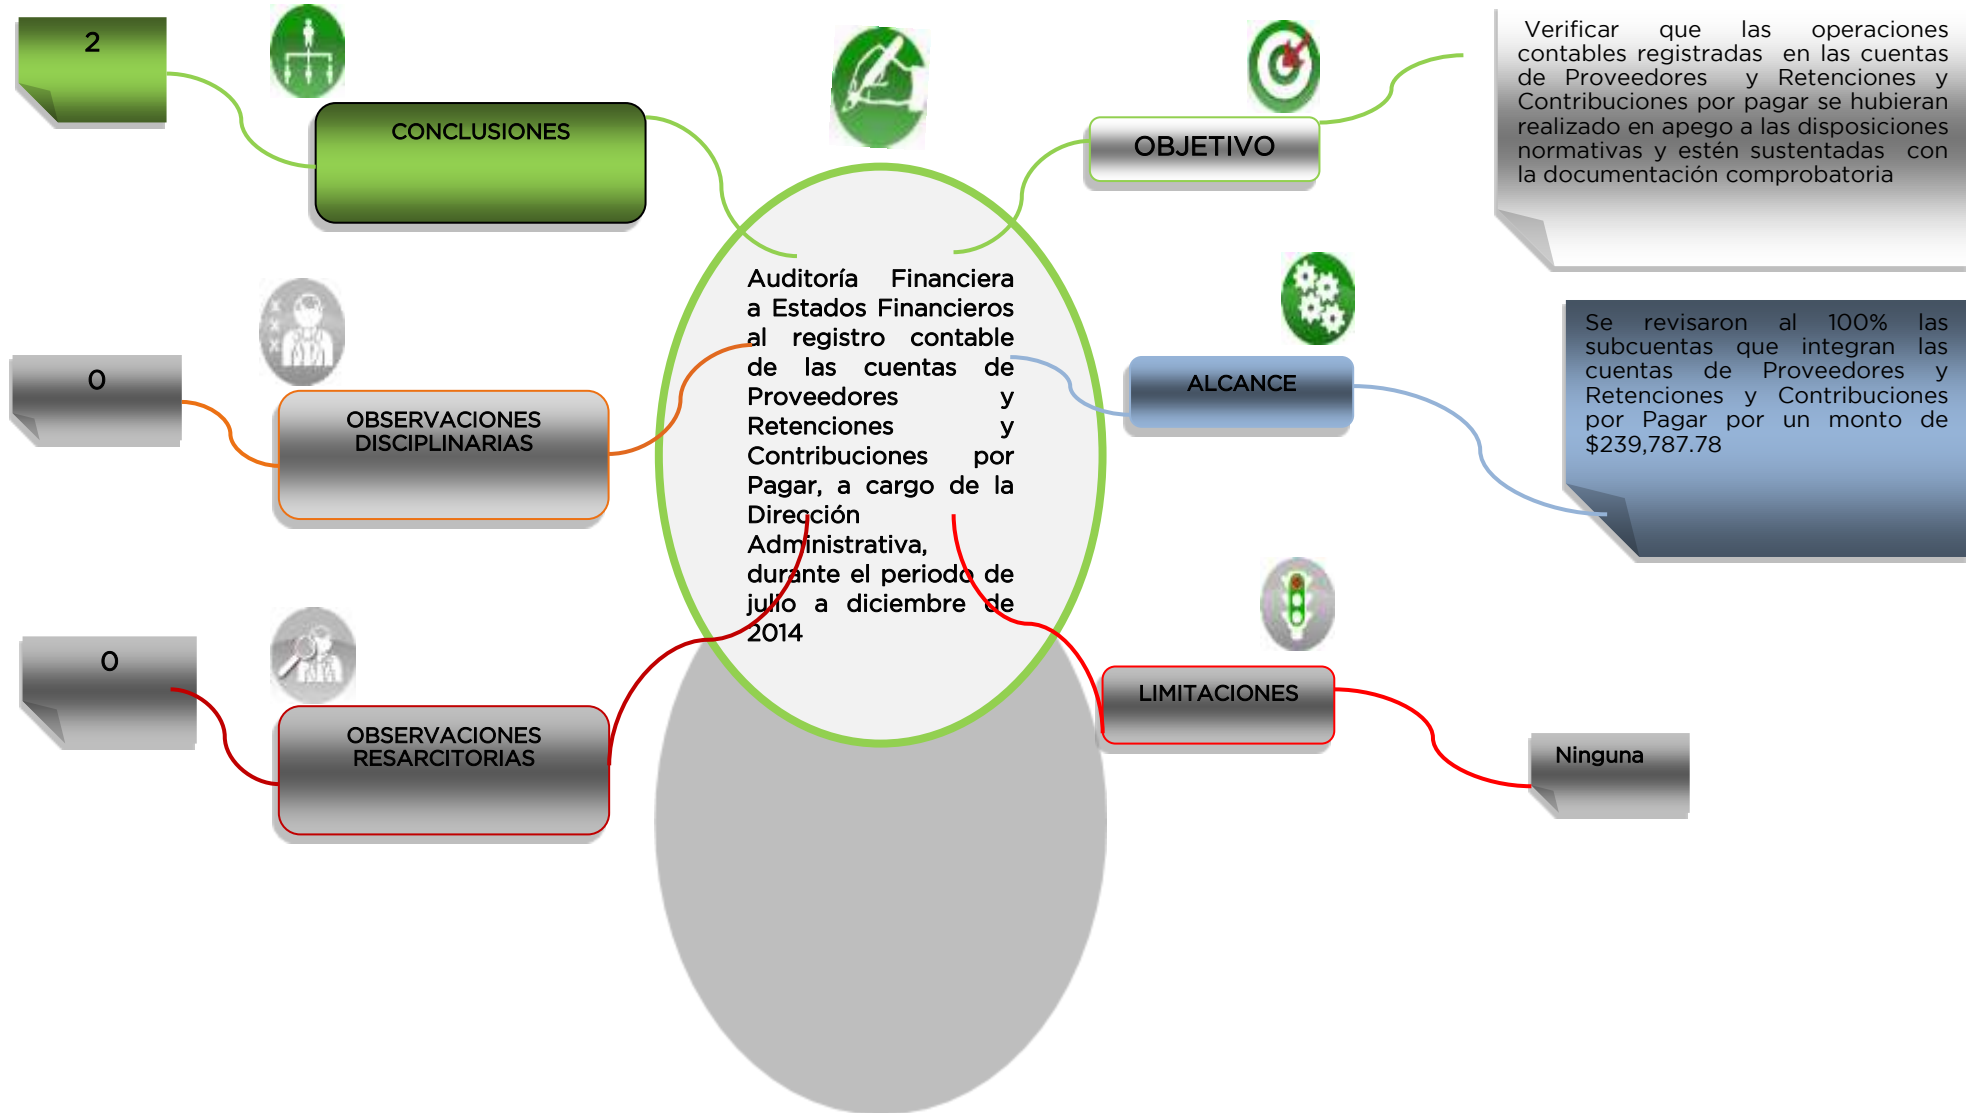 2
CONCLUSIONES
0
OBSERVACIONES
DISCIPLINARIAS
0
OBSERVACIONES
RESARCITORIAS
Auditoría Financiera
a Estados Financieros
al registro contable
de las cuentas de
Proveedores y
Retenciones y
Contribuciones por
Pagar, a cargo de la
Dirección
Administrativa,
durante el periodo de
julio a diciembre de
2014
OBJETIVO
Verificar que las operaciones
contables registradas en las cuentas
de Proveedores y Retenciones y
Contribuciones por pagar se hubieran
realizado en apego a las disposiciones
normativas y estén sustentadas con
la documentación comprobatoria
ALCANCE
Se revisaron al 100% las
subcuentas que integran las
cuentas de Proveedores y
Retenciones y Contribuciones
por Pagar por un monto de
$239,787.78
LIMITACIONES
Ninguna